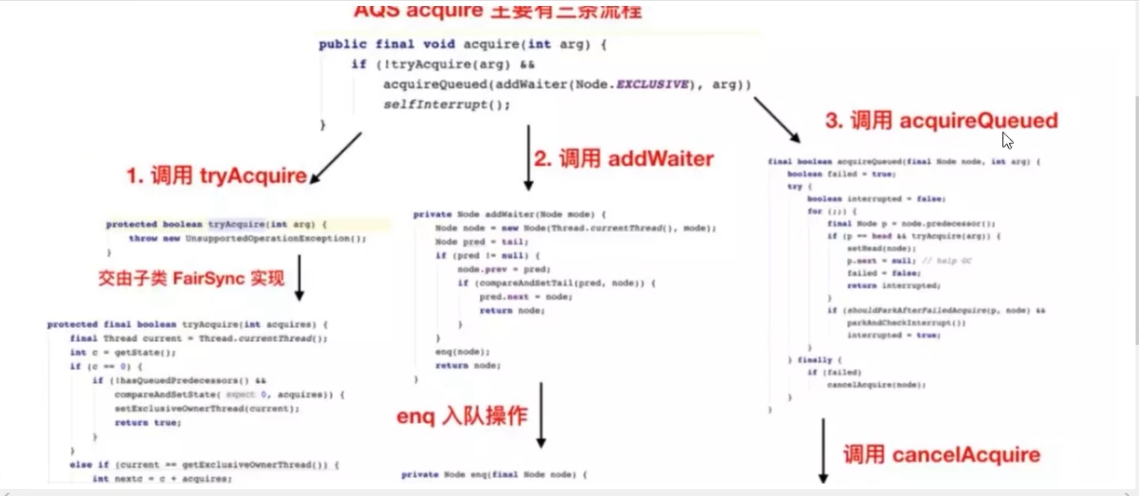 AQS acquire 主要有三条流程
public final void acquire(int arg) {
if (!tryAcquire(arg) &&
acquireQueued(addWaiter(Node.EXCLUSIVE), arg))
selfInterrupt();
}
1. 调用 tryAcquire
protected boolean tryAcquire(int arg) {
throw new UnsupportedOperationException();
}
交由子类 FairSync 实现
protected final boolean tryAcquire(int acquires) {
final Thread current = Thread.currentThread();
int c = getState();
if (c == 0) {
if (!hasQueuedPredecessors() &&
compareAndSetState( expect: 0, acquires)) {
setExclusiveOwnerThread(current);
return true;
}
}
else if (current == getExclusiveOwnerThread()) {
int nextc = c + acquires;
2. 调用 addWaiter
private Node addWaiter(Node mode) {
Node node = new Node(Thread.currentThread(), mode);
Node pred = tail;
if (pred != null) {
node.prev = pred;
if (compareAndSetTail(pred, node)) {
pred.next = node;
return node;
}
}
enq(node);
return node;
}
enq 入队操作
private Node enq(final Node node) {
3. 调用 acquireQueued
final boolean acquireQueued(final Node node, int arg) {
boolean failed = true;
try {
boolean interrupted = false;
for (;;) {
final Node p = node.predecessor();
if (p == head && tryAcquire(arg)) {
setHead(node);
p.next = null; // help GC
failed = false;
return interrupted;
}
if (shouldParkAfterFailedAcquire(p, node) &&
parkAndCheckInterrupt())
interrupted = true;
}
} finally {
if (failed)
cancelAcquire(node);
}
}
调用 cancelAcquire